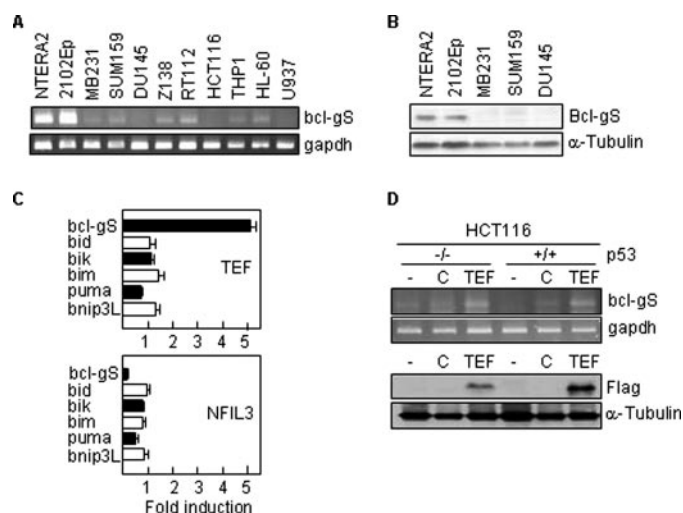 A
NTERA2
2102Ep
MB231
SUM159
DU145
Z138
RT112
HCT116
THP1
HL-60
U937
bcl-gS
gapdh
B
NTERA2
2102Ep
MB231
SUM159
DU145
Bcl-gS
α-Tubulin
C
bcl-gS
bid
bik
bim
puma
bnip3L
TEF
1 2 3 4 5
bcl-gS
bid
bik
bim
puma
bnip3L
NFIL3
1 2 3 4 5
Fold induction
D
HCT116
-/- +/+ p53
- C TEF - C TEF
bcl-gS
gapdh
- C TEF - C TEF
Flag
α-Tubulin